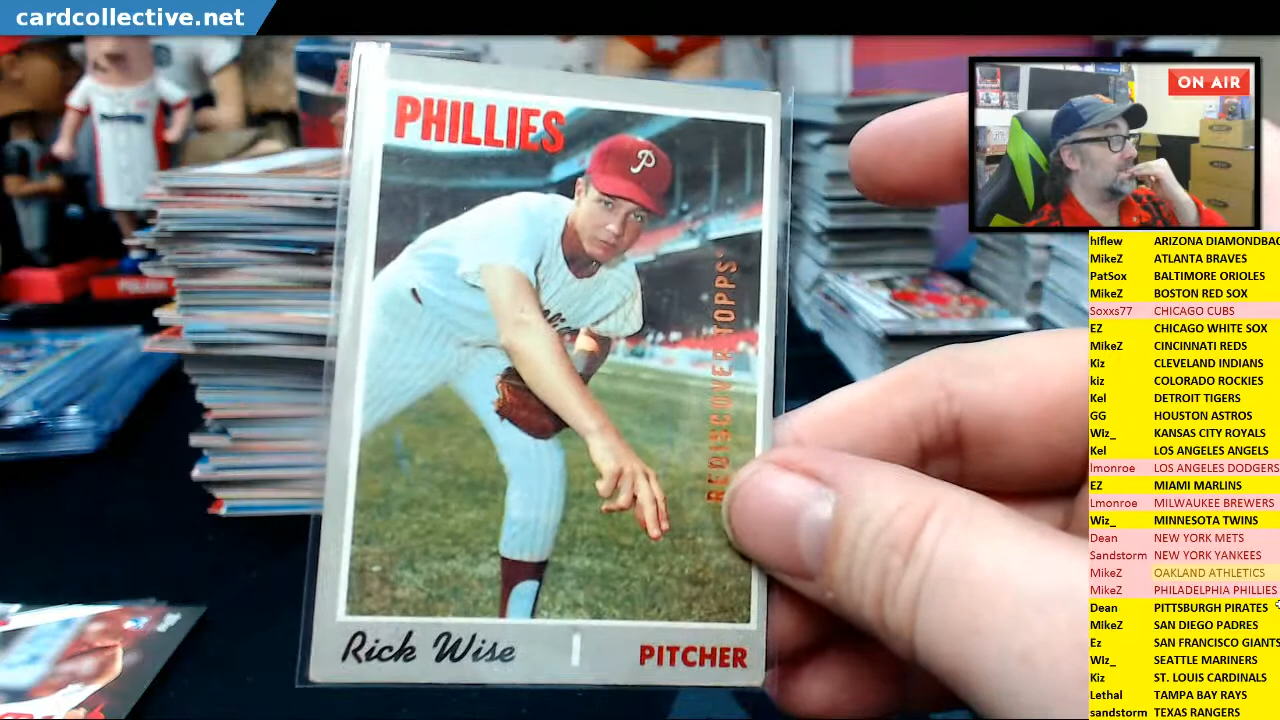 cardcollective.net
ON AIR
PHILLIES
P
REDISCOVER TOPPS
Rick Wise
PITCHER
hlflew ARIZONA DIAMONDBAC
MikeZ ATLANTA BRAVES
PatSox BALTIMORE ORIOLES
MikeZ BOSTON RED SOX
Soxxs77 CHICAGO CUBS
EZ CHICAGO WHITE SOX
MikeZ CINCINNATI REDS
Kiz CLEVELAND INDIANS
kiz COLORADO ROCKIES
Kel DETROIT TIGERS
GG HOUSTON ASTROS
Wiz_ KANSAS CITY ROYALS
Kel LOS ANGELES ANGELS
lmonroe LOS ANGELES DODGERS
EZ MIAMI MARLINS
Lmonroe MILWAUKEE BREWERS
Wiz_ MINNESOTA TWINS
Dean NEW YORK METS
Sandstorm NEW YORK YANKEES
MikeZ OAKLAND ATHLETICS
MikeZ PHILADELPHIA PHILLIES
Dean PITTSBURGH PIRATES
MikeZ SAN DIEGO PADRES
Ez SAN FRANCISCO GIANTS
WIz_ SEATTLE MARINERS
Kiz ST. LOUIS CARDINALS
Lethal TAMPA BAY RAYS
sandstorm TEXAS RANGERS